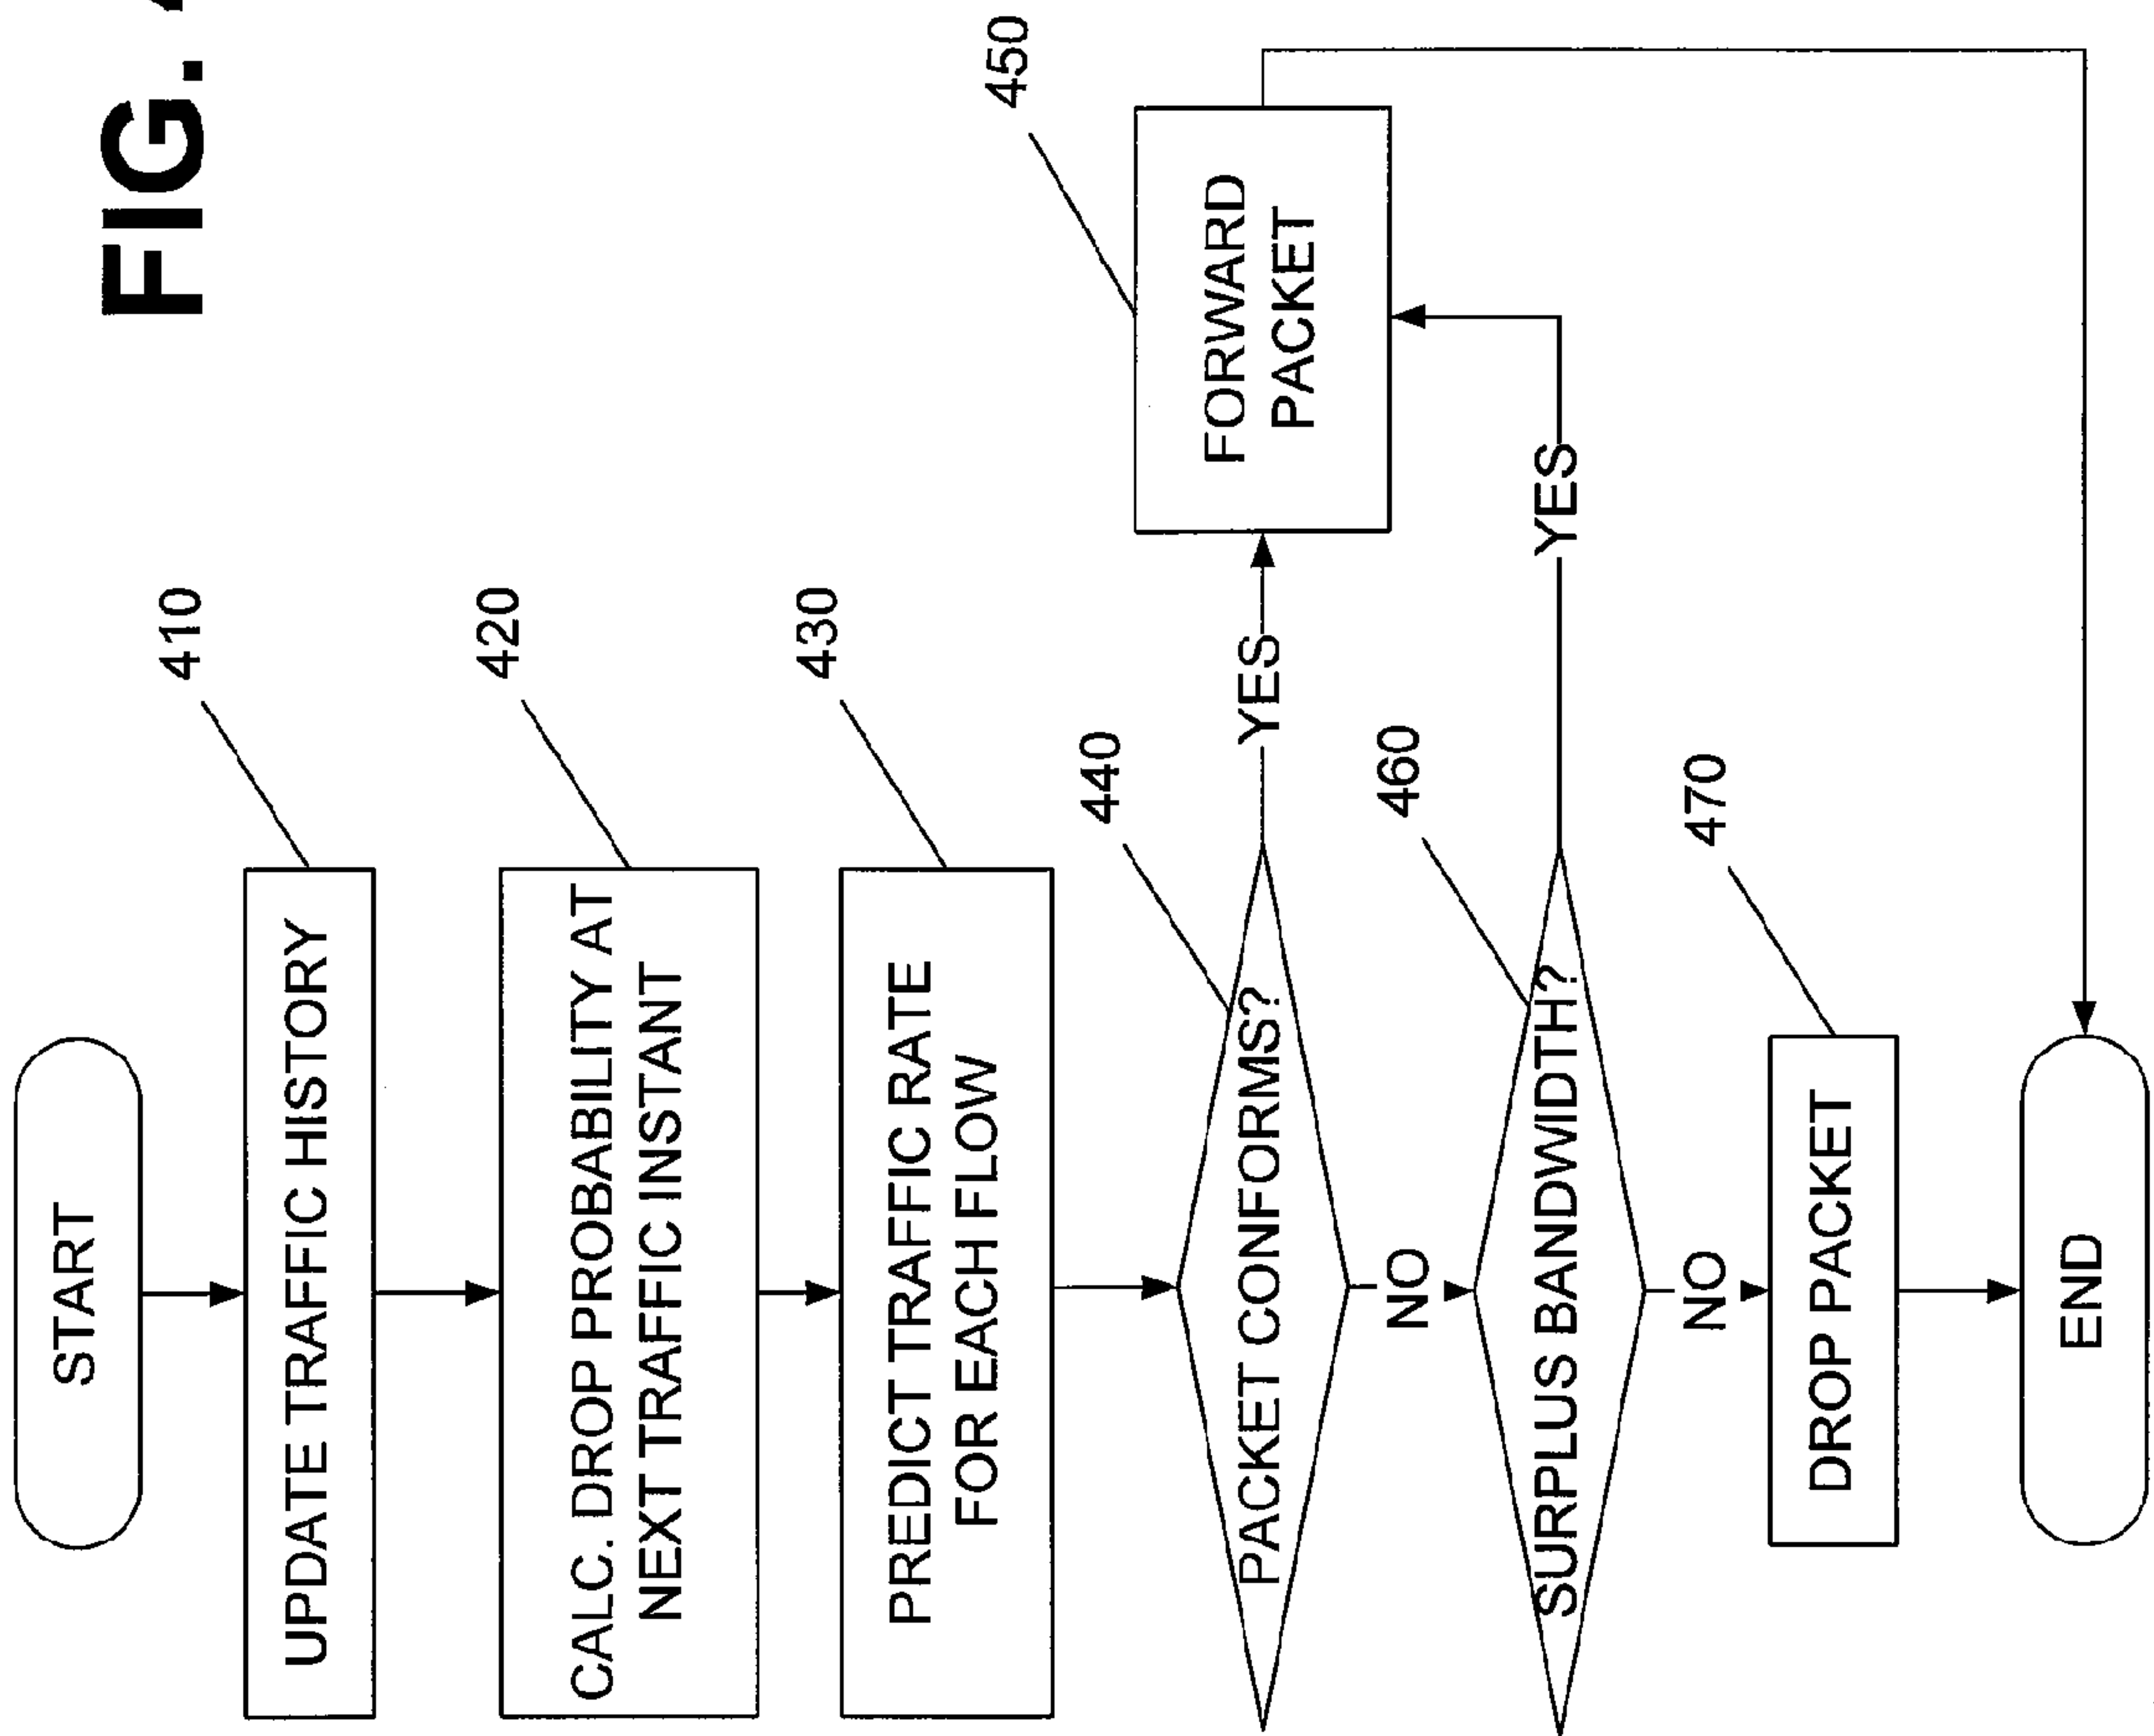 FIG.
START
410
UPDATE TRAFFIC HISTORY
420
CALC. DROP PROBABILITY AT
NEXT TRAFFIC INSTANT
430
PREDICT TRAFFIC RATE
FOR EACH FLOW
440
PACKET CONFORMS?
YES
450
FORWARD
PACKET
NO
460
SURPLUS BANDWIDTH?
YES
NO
470
DROP PACKET
END